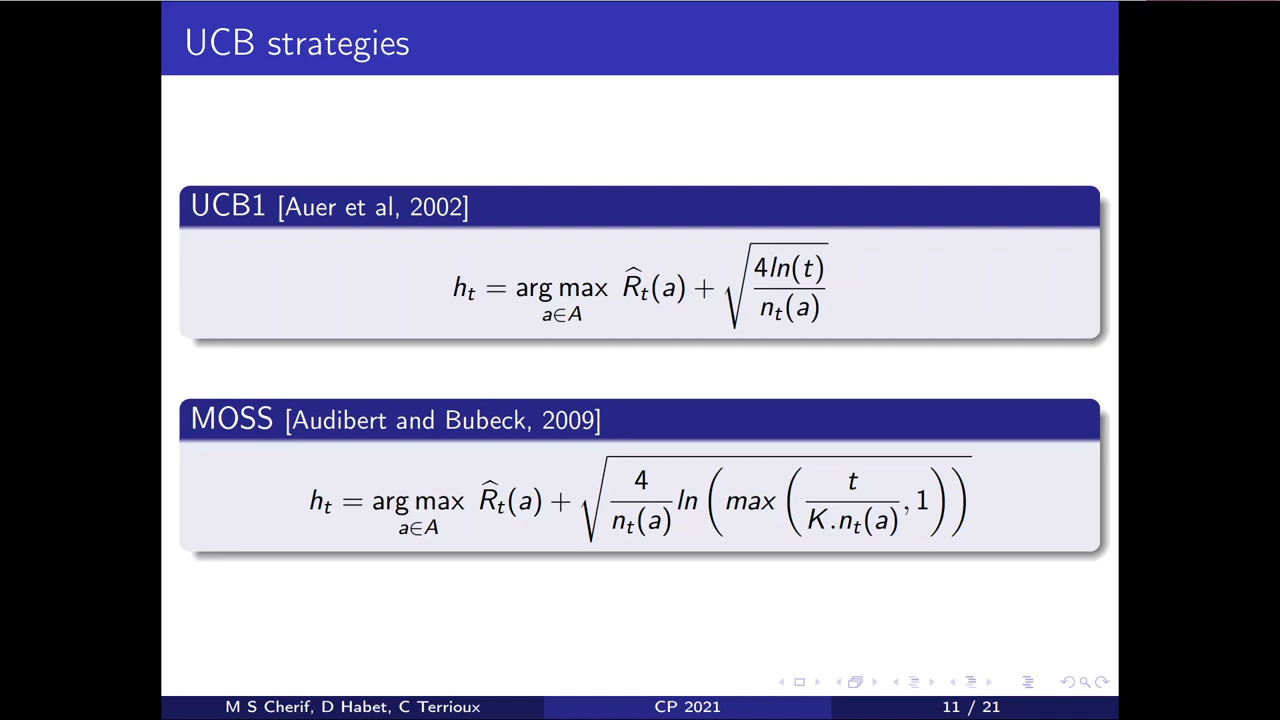 UCB strategies
UCB1 [Auer et al, 2002]
h_t = arg max_{a∈A} R̂_t(a) + √(4ln(t) / n_t(a))
MOSS [Audibert and Bubeck, 2009]
h_t = arg max_{a∈A} R̂_t(a) + √(4 / n_t(a) ln(max(t / K.n_t(a), 1)))
M S Cherif, D Habet, C Terrioux CP 2021 11 / 21